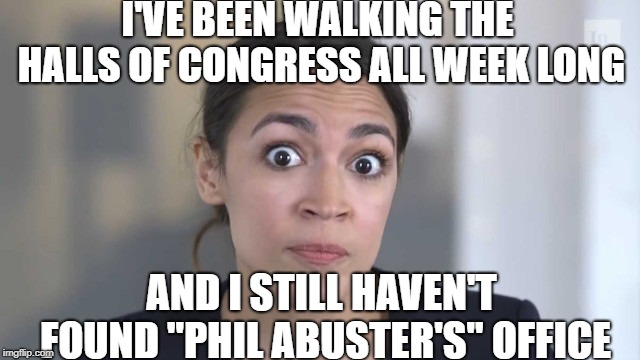 I'VE BEEN WALKING THE
HALLS OF CONGRESS ALL WEEK LONG
AND I STILL HAVEN'T
FOUND "PHIL ABUSTER'S" OFFICE
imgflip.com